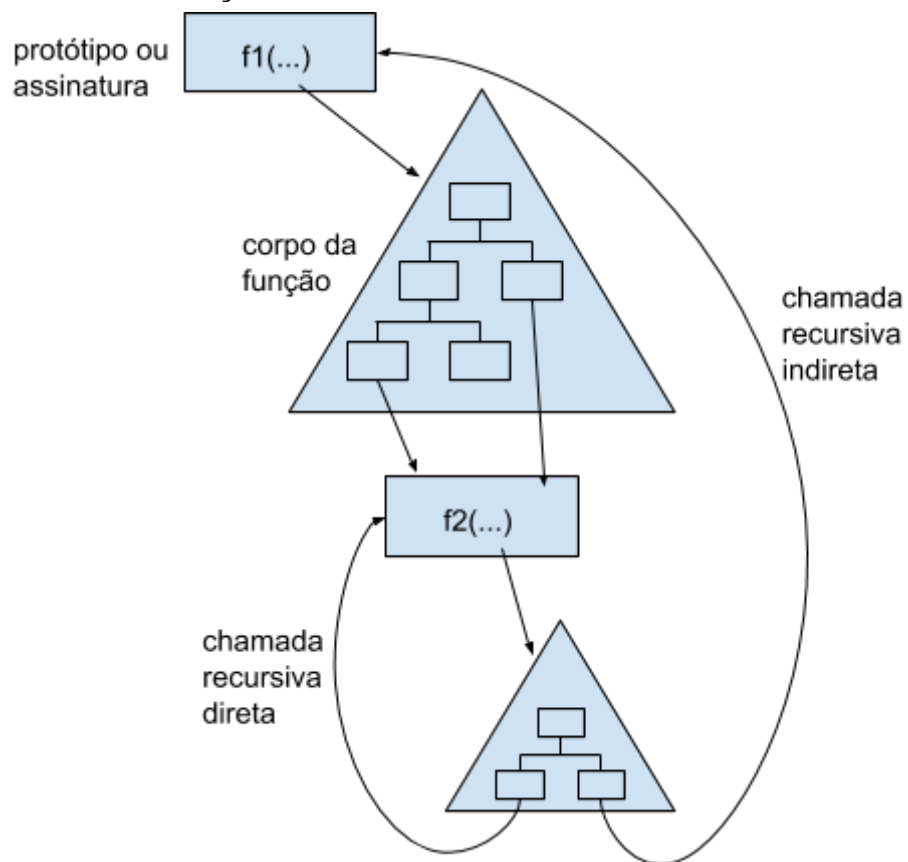 protótipo ou
assinatura
f1(...)
corpo da
função
chamada
recursiva
indireta
f2(...)
chamada
recursiva
direta